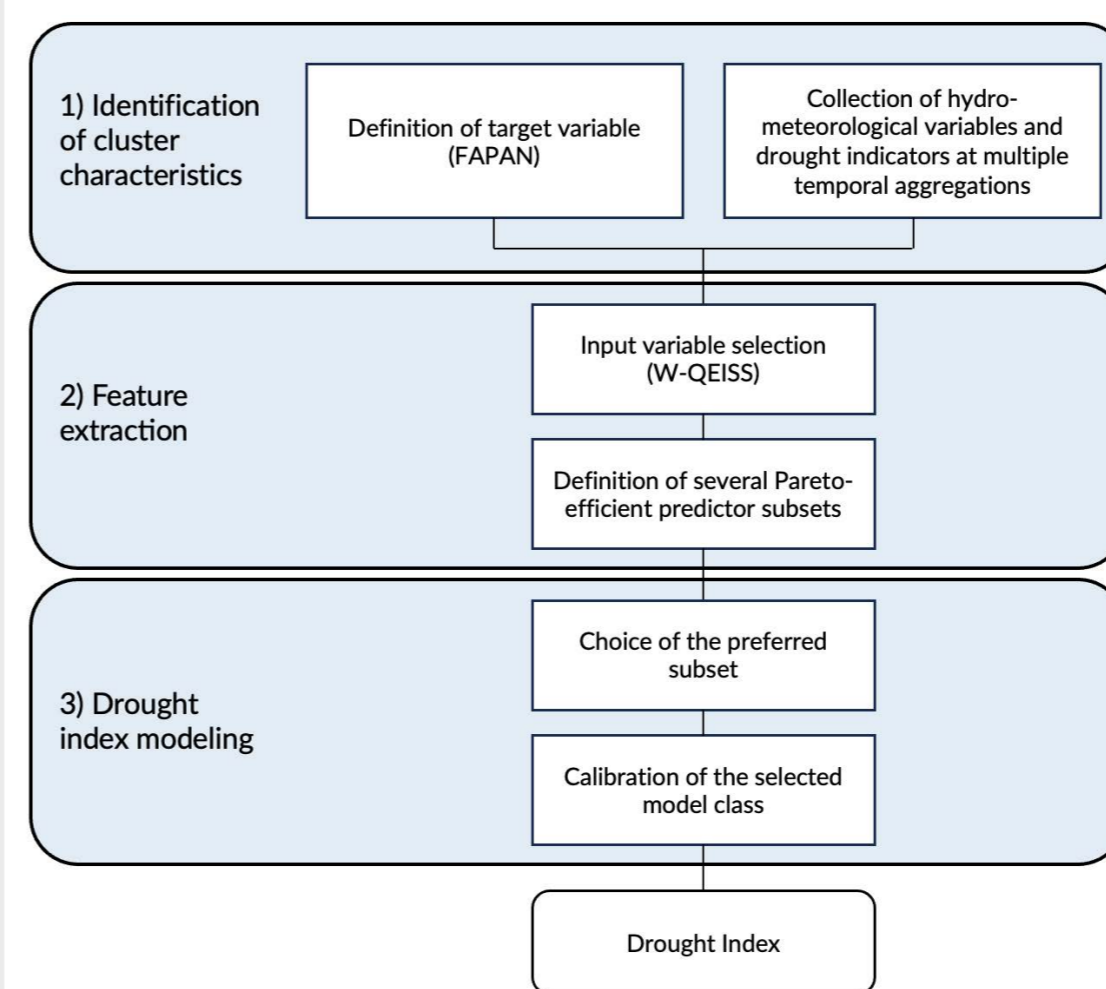 1) Identification
of cluster
characteristics
Definition of target variable
(FAPAN)
Collection of hydro-
meteorological variables and
drought indicators at multiple
temporal aggregations
2) Feature
extraction
Input variable selection
(W-QEISS)
Definition of several Pareto-
efficient predictor subsets
3) Drought
index modeling
Choice of the preferred
subset
Calibration of the selected
model class
Drought Index